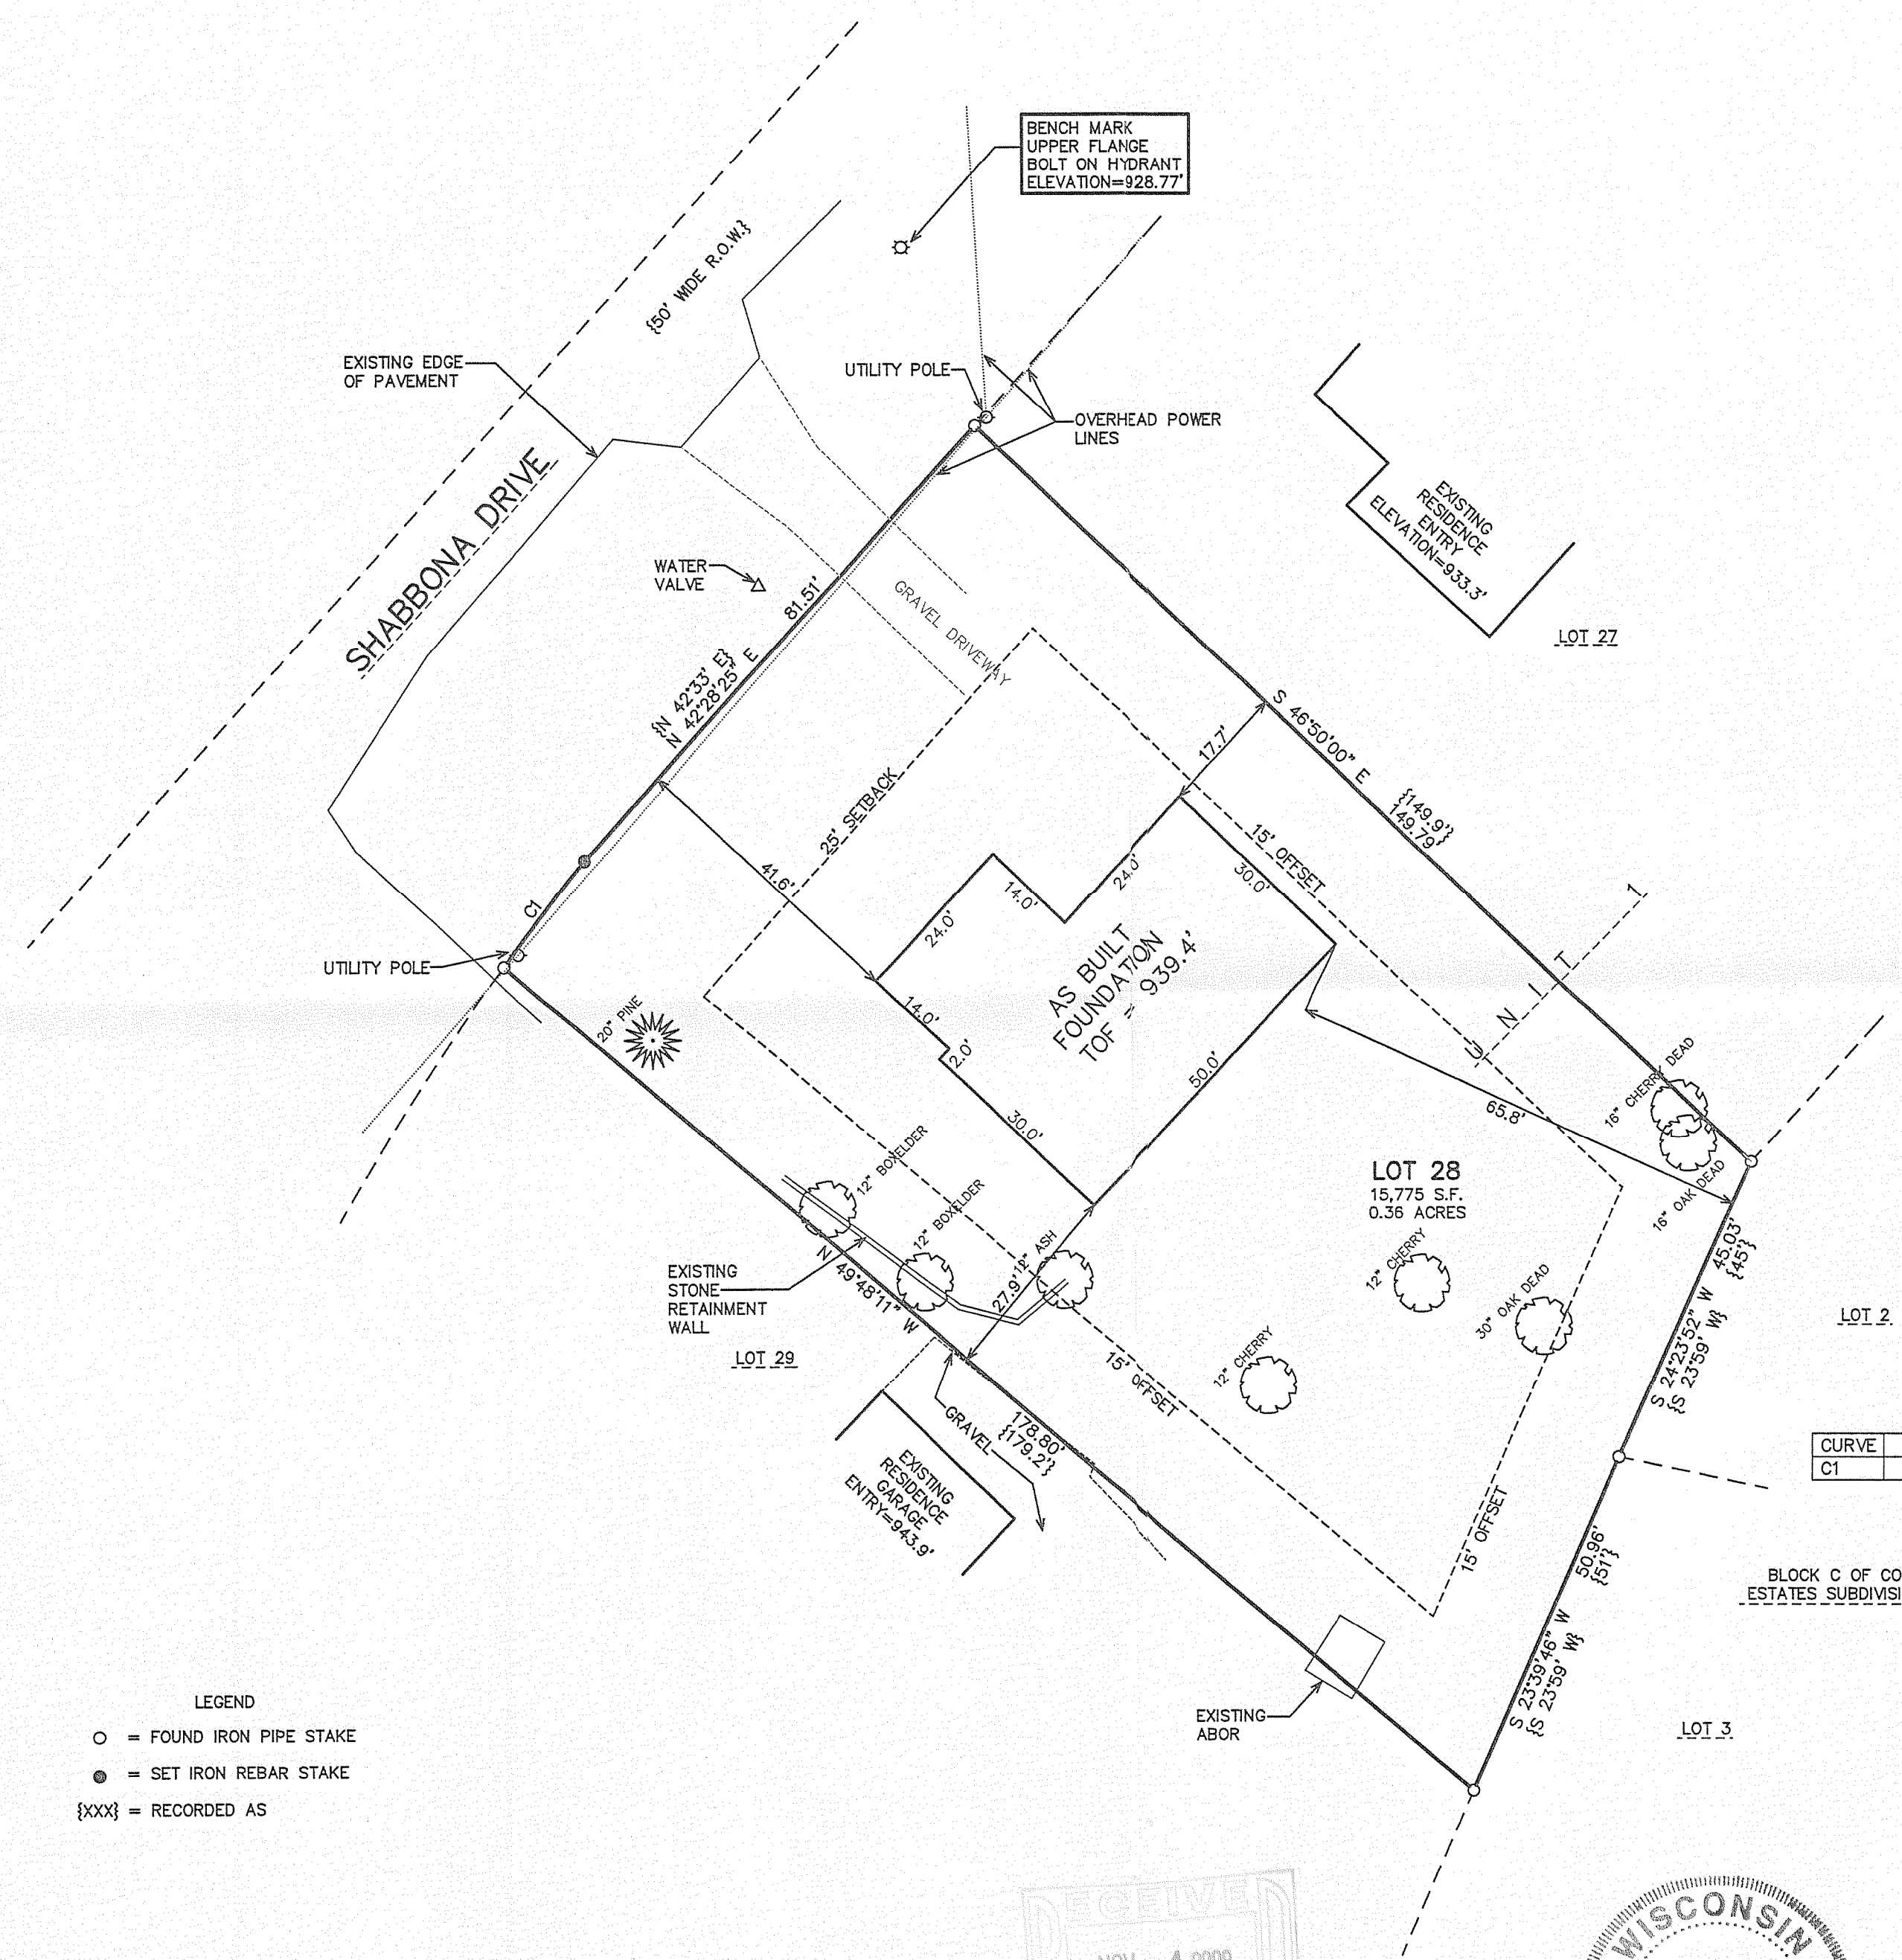 BENCH MARK
UPPER FLANGE
BOLT ON HYDRANT
ELEVATION=928.77'
{50' WIDE R.O.W.}
EXISTING EDGE
OF PAVEMENT
UTILITY POLE
OVERHEAD POWER
LINES
SHABBONA DRIVE
EXISTING
RESIDENCE
ENTRY
ELEVATION=933.3'
WATER
VALVE
81.51'
GRAVEL DRIVEWAY
LOT 27
{N 42°33' E}
N 42°28'25" E
S 46°50'00" E
17.7'
{149.9'}
149.79'
25' SETBACK
15' OFFSET
41.6'
30.0'
24.0'
14.0'
24.0'
C1
UNIT 1
AS BUILT
FOUNDATION
TOF = 939.4'
UTILITY POLE
20" PINE
14.0'
2.0'
50.0'
30.0'
65.8'
16" CHERRY DEAD
16" OAK DEAD
12" BOXELDER
12" BOXELDER
LOT 28
15,775 S.F.
0.36 ACRES
12" ASH
27.9'
12" CHERRY
30" OAK DEAD
12" CHERRY
45.03'
{45'}
S 24°23'52" W
{S 23°59' W}
LOT 2
EXISTING
STONE
RETAINMENT
WALL
N 49°48'11" W
LOT 29
15' OFFSET
GRAVEL
178.80'
{179.2'}
EXISTING
RESIDENCE
GARAGE
ENTRY=943.9'
CURVE
C1
15' OFFSET
50.96'
{51'}
BLOCK C OF CO
ESTATES SUBDIVISI
S 23°39'46" W
{S 23°59' W}
LOT 3
EXISTING
ABOR
LEGEND
= FOUND IRON PIPE STAKE
= SET IRON REBAR STAKE
{XXX} = RECORDED AS
RECEIVED
NOV 4
WISCONSIN